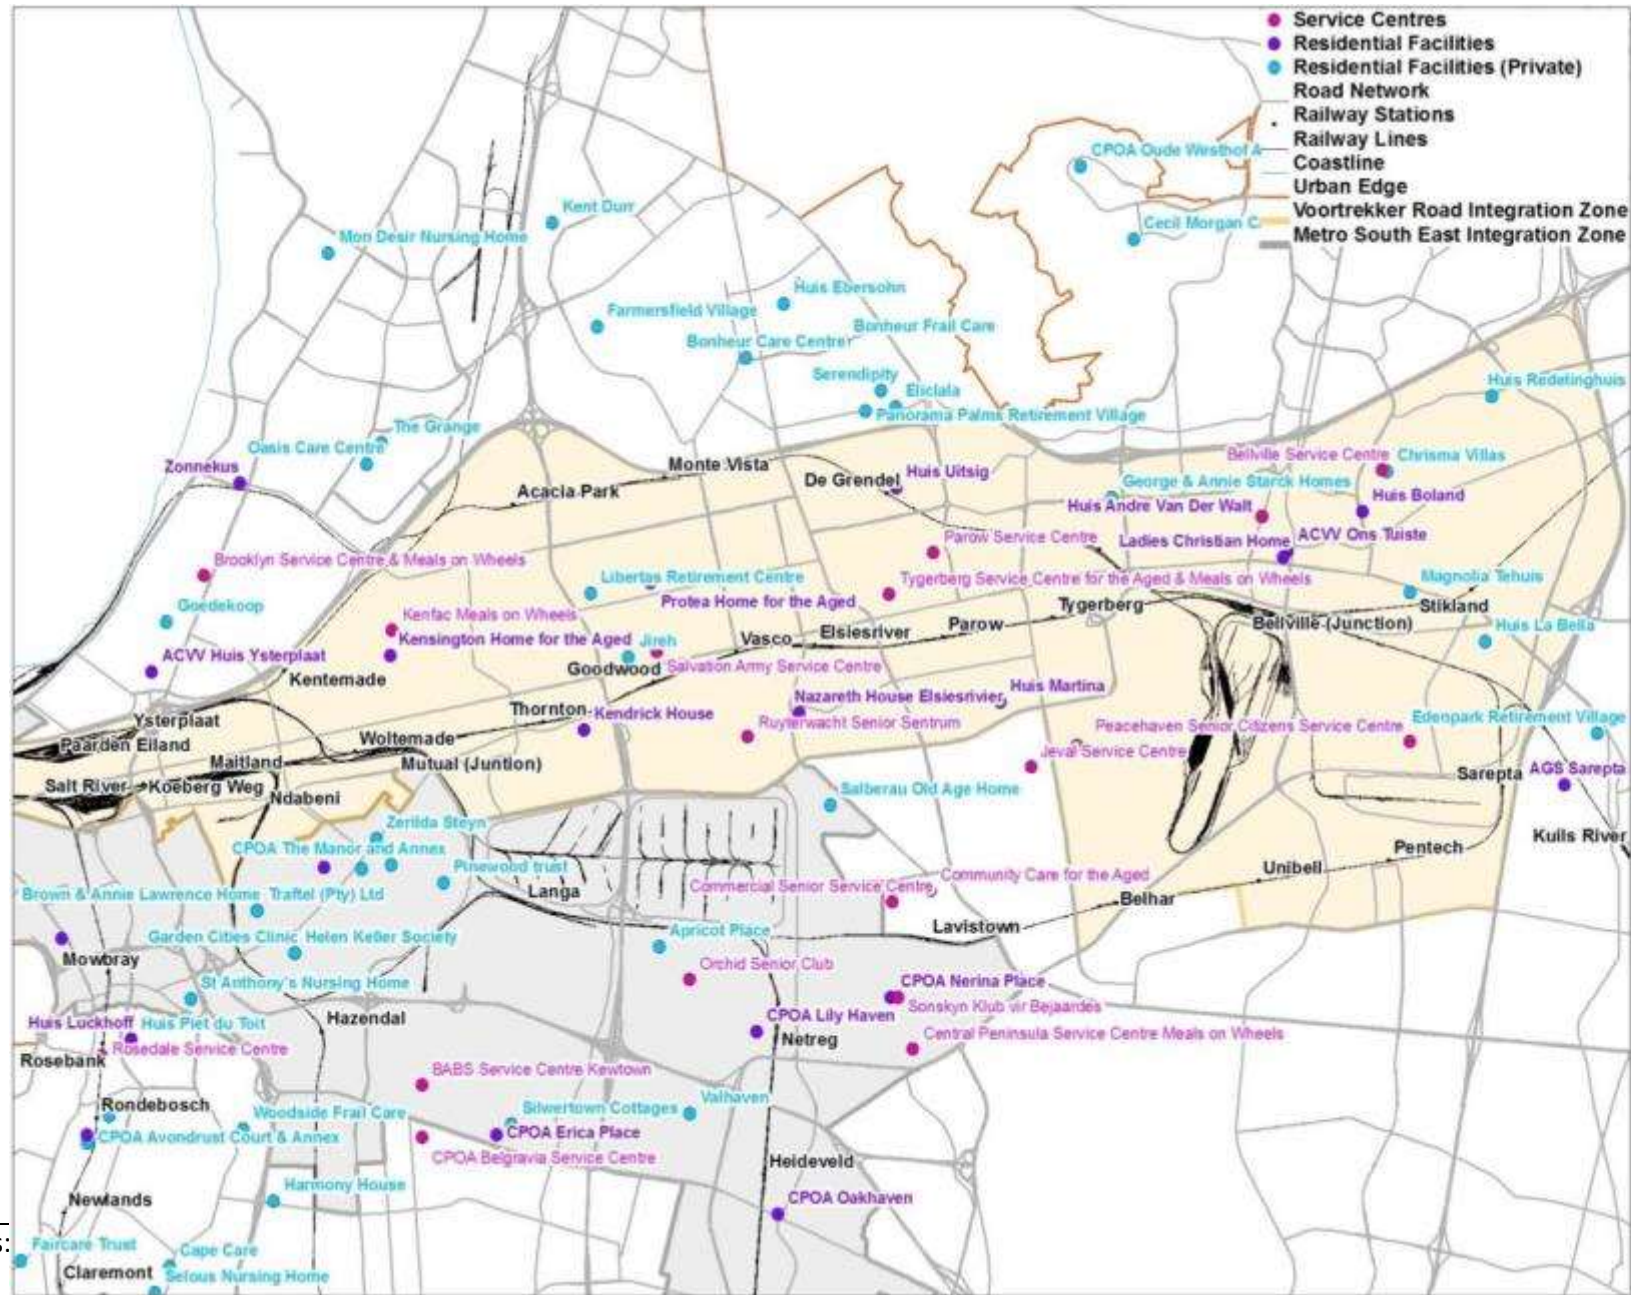 Service Centres
Residential Facilities
Residential Facilities (Private)
Road Network
Railway Stations
Railway Lines
Coastline
Urban Edge
Voortrekker Road Integration Zone
Metro South East Integration Zone
CPOA Oude Westhof A
Kent Durr
Cecil Morgan C
Mon Desir Nursing Home
Huis Ebersohn
Farmersfield Village
Bonheur Frail Care
Bonheur Care Centre
Serendipity
Huis Redelinghuis
Eliclala
Panorama Palms Retirement Village
The Grange
Oasis Care Centre
Bellville Service Centre
Chrisma Villas
Zonnekus
Monte Vista
De Grendel
Huis Uitsig
George & Annie Starck Homes
Acacia Park
Huis Andre Van Der Walt
Huis Boland
Parow Service Centre
Ladies Christian Home
ACVV Ons Tuiste
Brooklyn Service Centre & Meals on Wheels
Libertas Retirement Centre
Tygerberg Service Centre for the Aged & Meals on Wheels
Magnolia Tehuis
Protea Home for the Aged
Goedekoop
Tygerberg
Stikland
Kenfac Meals on Wheels
Kensington Home for the Aged
Jireh
Vasco
Elsiesriver
Parow
Bellville (Junction)
Huis La Bella
ACVV Huis Ysterplaat
Goodwood
Salvation Army Service Centre
Kentemade
Nazareth House Elsiesrivier
Huis Martina
Ysterplaat
Thornton
Kendrick House
Ruyterwacht Senior Sentrum
Peacehaven Senior Citizens Service Centre
Edenpark Retirement Village
Paarden Eiland
Woltemade
Jeval Service Centre
Maitland
Mutual (Juntion)
Sarepta
AGS Sarepta
Salt River
Koeberg Weg
Ndabeni
Salberau Old Age Home
Zerilda Steyn
Kuils River
CPOA The Manor and Annex
Pentech
Pinewood trust
Unibell
Brown & Annie Lawrence Home
Traftel (Pty) Ltd
Langa
Commercial Senior Service Centre
Community Care for the Aged
Belhar
Lavistown
Garden Cities Clinic
Helen Keller Society
Apricot Place
Mowbray
Orchid Senior Club
St Anthony's Nursing Home
CPOA Nerina Place
Sonskyn Klub vir Bejaardes
Huis Luckhoff
Huis Piet du Toit
Hazendal
CPOA Lily Haven
Netreg
Central Peninsula Service Centre Meals on Wheels
Rosedale Service Centre
Rosebank
BABS Service Centre Kewtown
Rondebosch
Woodside Frail Care
Silwertown Cottages
Valhaven
CPOA Avondrust Court & Annex
CPOA Erica Place
CPOA Belgravia Service Centre
Heideveld
Harmony House
Newlands
CPOA Oakhaven
Faircare Trust
Cape Care
Claremont
Selous Nursing Home